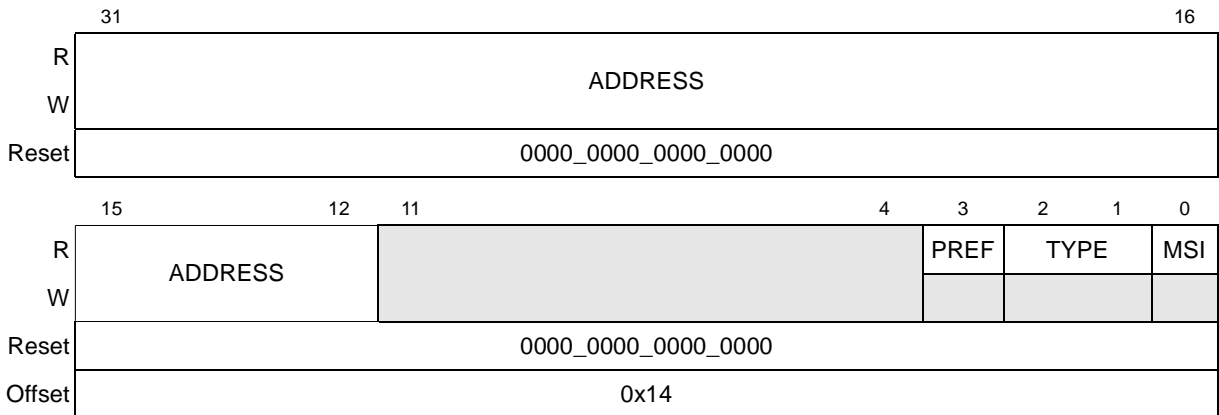 31 16
R
ADDRESS
W
Reset 0000_0000_0000_0000
15 12 11 4 3 2 1 0
R PREF TYPE MSI
ADDRESS
W
Reset 0000_0000_0000_0000
Offset 0x14